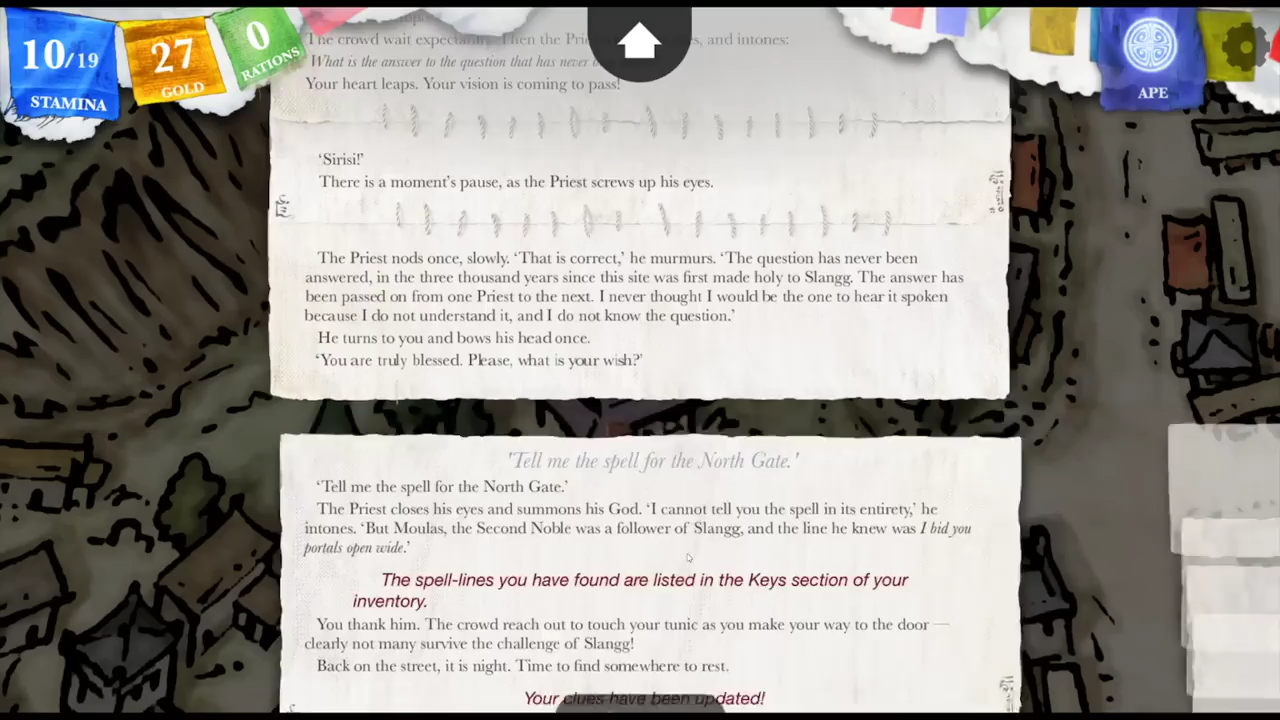 10/19
STAMINA
27
GOLD
0
RATIONS
APE
The crowd wait expectantly. Then the Prie s, and intones:
What is the answer to the question that has never b
Your heart leaps. Your vision is coming to pass!
'Sirisi!'
There is a moment's pause, as the Priest screws up his eyes.
The Priest nods once, slowly. 'That is correct,' he murmurs. 'The question has never been
answered, in the three thousand years since this site was first made holy to Slangg. The answer has
been passed on from one Priest to the next. I never thought I would be the one to hear it spoken
because I do not understand it, and I do not know the question.'
He turns to you and bows his head once.
'You are truly blessed. Please, what is your wish?'
'Tell me the spell for the North Gate.'
'Tell me the spell for the North Gate.'
The Priest closes his eyes and summons his God. 'I cannot tell you the spell in its entirety,' he
intones. 'But Moulas, the Second Noble was a follower of Slangg, and the line he knew was I bid you
portals open wide.'
The spell-lines you have found are listed in the Keys section of your
inventory.
You thank him. The crowd reach out to touch your tunic as you make your way to the door —
clearly not many survive the challenge of Slangg!
Back on the street, it is night. Time to find somewhere to rest.
Your clues have been updated!